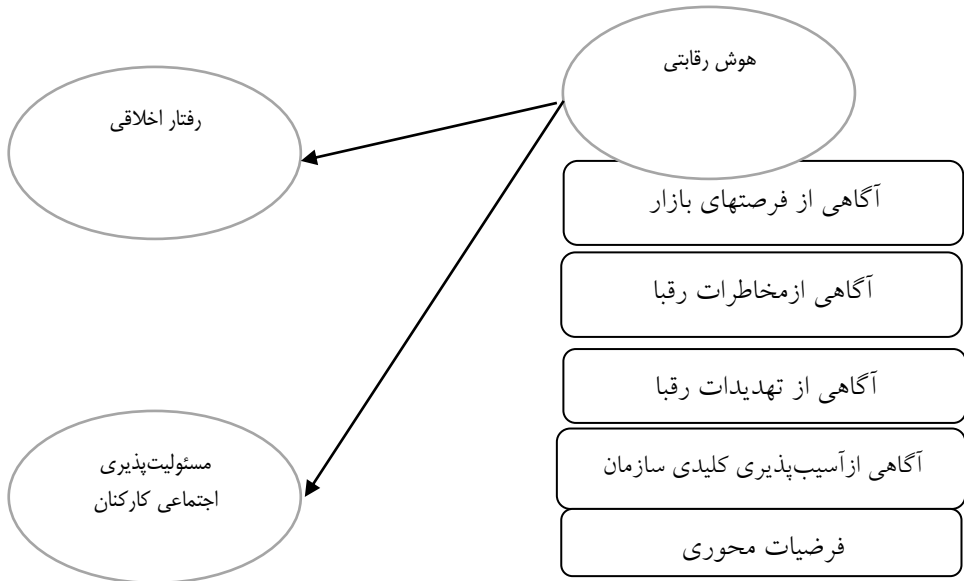 هوش رقابتی
رفتار اخلاقی
آگاهی از فرصتهای بازار
آگاهی ازمخاطرات رقبا
آگاهی از تهدیدات رقبا
آگاهی ازآسیب‌پذیری کلیدی سازمان
فرضیات محوری
مسئولیت‌پذیری
اجتماعی کارکنان